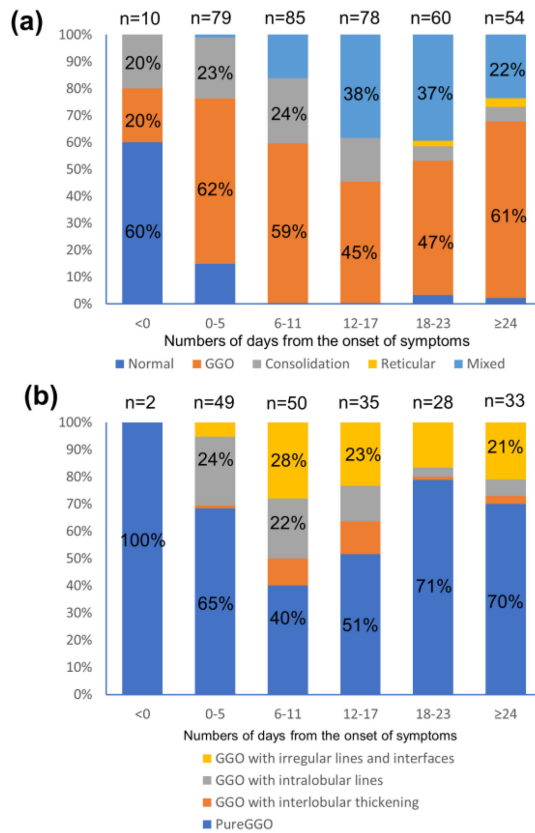 (a)
n=10 n=79 n=85 n=78 n=60 n=54
100%
90%
80%
70%
60%
50%
40%
30%
20%
10%
0%
20% 23% 24% 38% 37% 22%
20% 62% 59% 45% 47% 61%
60%
<0 0-5 6-11 12-17 18-23 ≥24
Numbers of days from the onset of symptoms
Normal GGO Consolidation Reticular Mixed
(b)
n=2 n=49 n=50 n=35 n=28 n=33
100%
90%
80%
70%
60%
50%
40%
30%
20%
10%
0%
24% 28% 23% 21%
22%
100% 65% 40% 51% 71% 70%
<0 0-5 6-11 12-17 18-23 ≥24
Numbers of days from the onset of symptoms
GGO with irregular lines and interfaces
GGO with intralobular lines
GGO with interlobular thickening
PureGGO